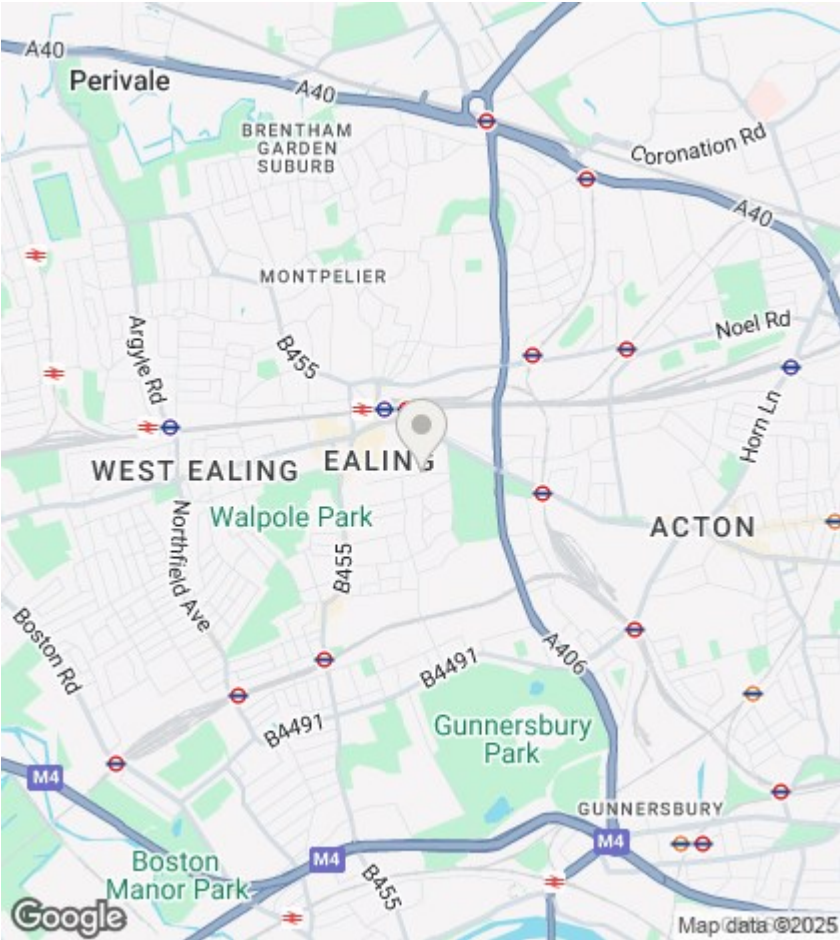 A40
Perivale
A40
BRENTHAM
GARDEN
SUBURB
Coronation Rd
A40
MONTPELIER
Argyle Rd
B455
Noel Rd
Horn Ln
WEST EALING
EALING
Walpole Park
ACTON
Northfield Ave
B455
Boston Rd
A406
B4491
B4491
Gunnersbury
Park
M4
GUNNERSBURY
M4
M4
Boston
Manor Park
B455
Google
Map data ©2025